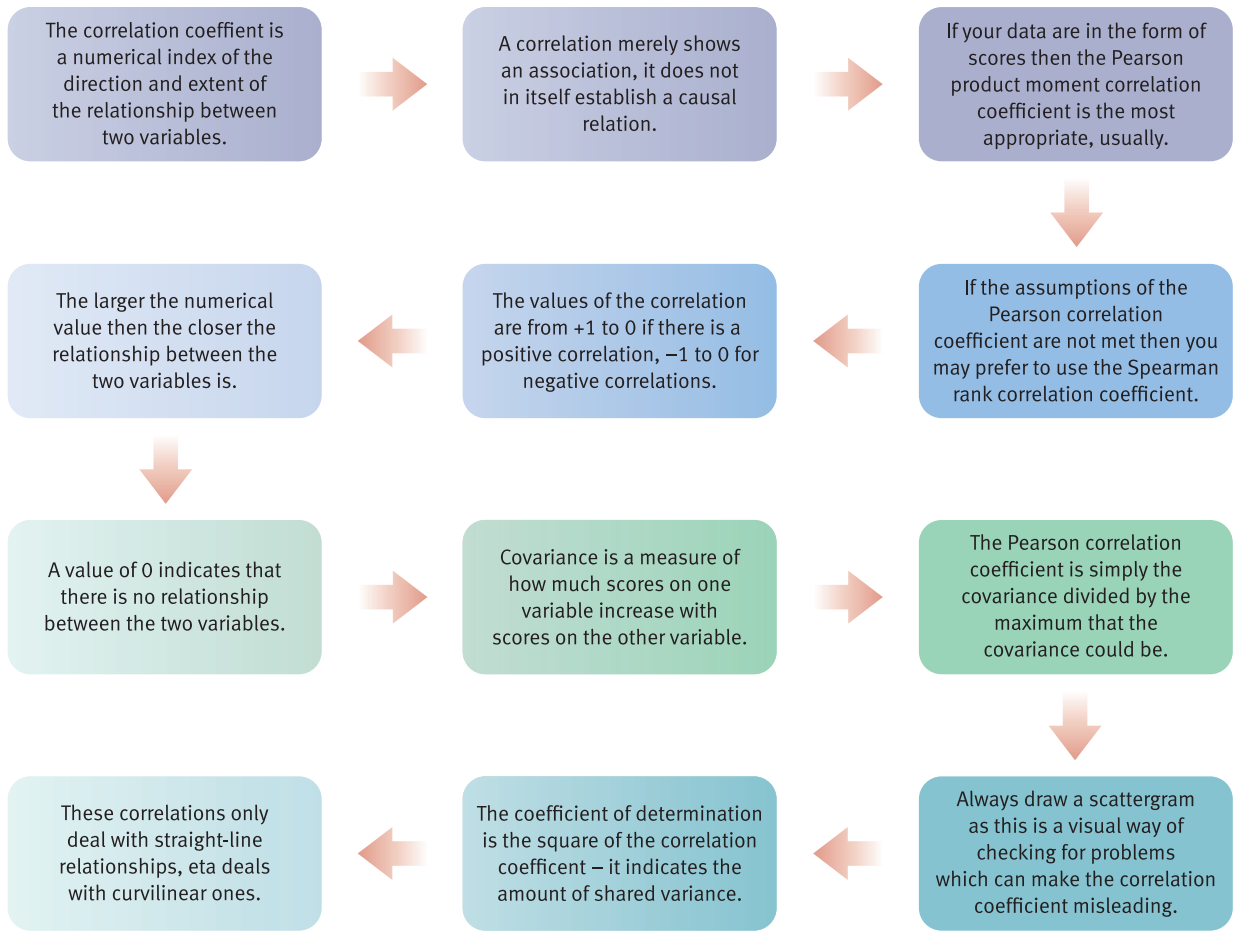 The correlation coeffient is
a numerical index of the
direction and extent of
the relationship between
two variables.
A correlation merely shows
an association, it does not
in itself establish a causal
relation.
If your data are in the form of
scores then the Pearson
product moment correlation
coefficient is the most
appropriate, usually.
If the assumptions of the
Pearson correlation
coefficient are not met then you
may prefer to use the Spearman
rank correlation coefficient.
The values of the correlation
are from +1 to 0 if there is a
positive correlation, −1 to 0 for
negative correlations.
The larger the numerical
value then the closer the
relationship between the
two variables is.
A value of 0 indicates that
there is no relationship
between the two variables.
Covariance is a measure of
how much scores on one
variable increase with
scores on the other variable.
The Pearson correlation
coefficient is simply the
covariance divided by the
maximum that the
covariance could be.
Always draw a scattergram
as this is a visual way of
checking for problems
which can make the correlation
coefficient misleading.
The coefficient of determination
is the square of the correlation
coefficent – it indicates the
amount of shared variance.
These correlations only
deal with straight-line
relationships, eta deals
with curvilinear ones.